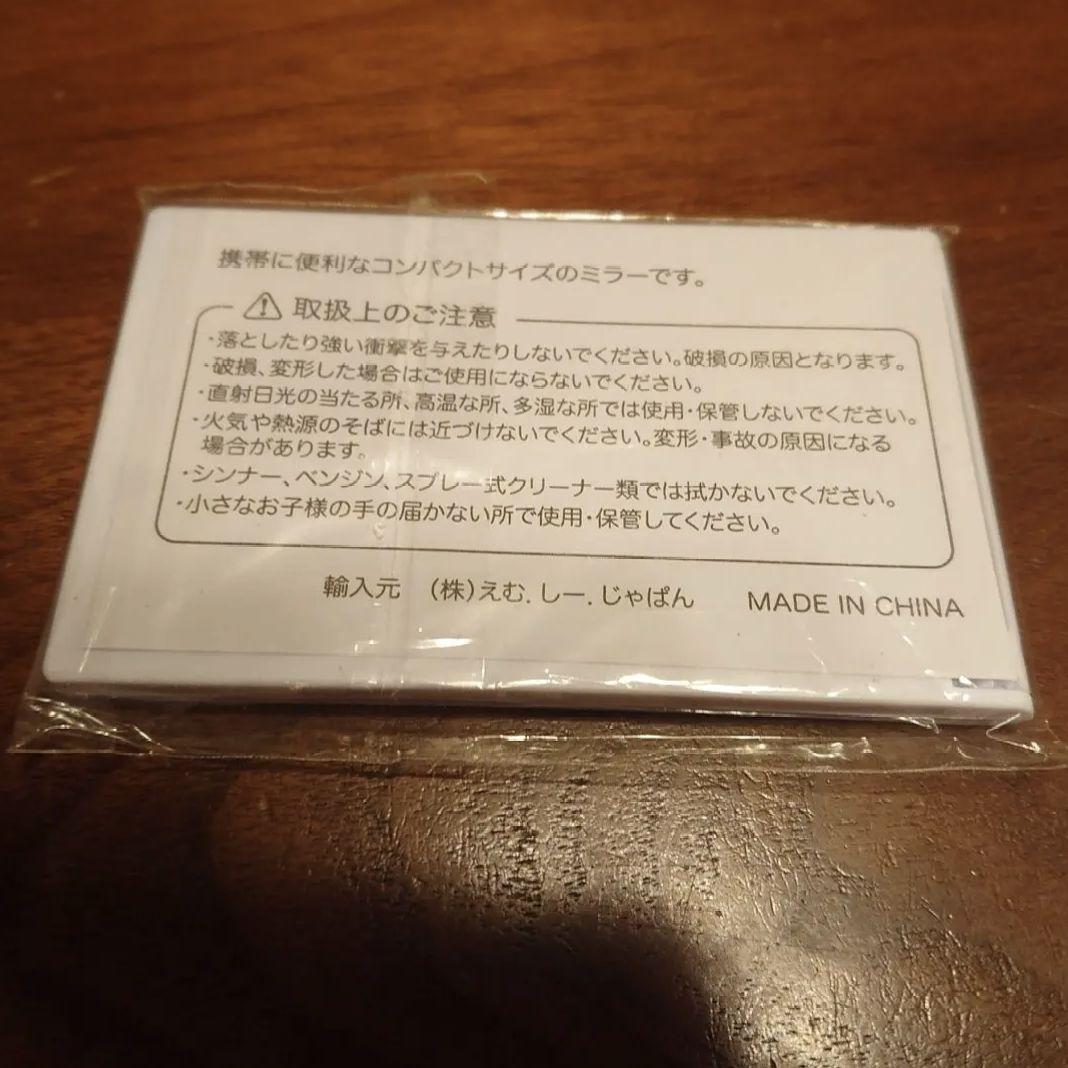 携帯に便利なコンパクトサイズのミラーです。
取扱上のご注意
・落としたり強い衝撃を与えたりしないでください。破損の原因となります。
・破損、変形した場合はご使用にならないでください。
・直射日光の当たる所、高温な所、多湿な所では使用・保管しないでください。
・火気や熱源のそばには近づけないでください。変形・事故の原因になる
場合があります。
・シンナー、ベンジン、スプレー式クリーナー類では拭かないでください。
・小さなお子様の手の届かない所で使用・保管してください。
輸入元 (株)えむ.しー.じゃぱん MADE IN CHINA